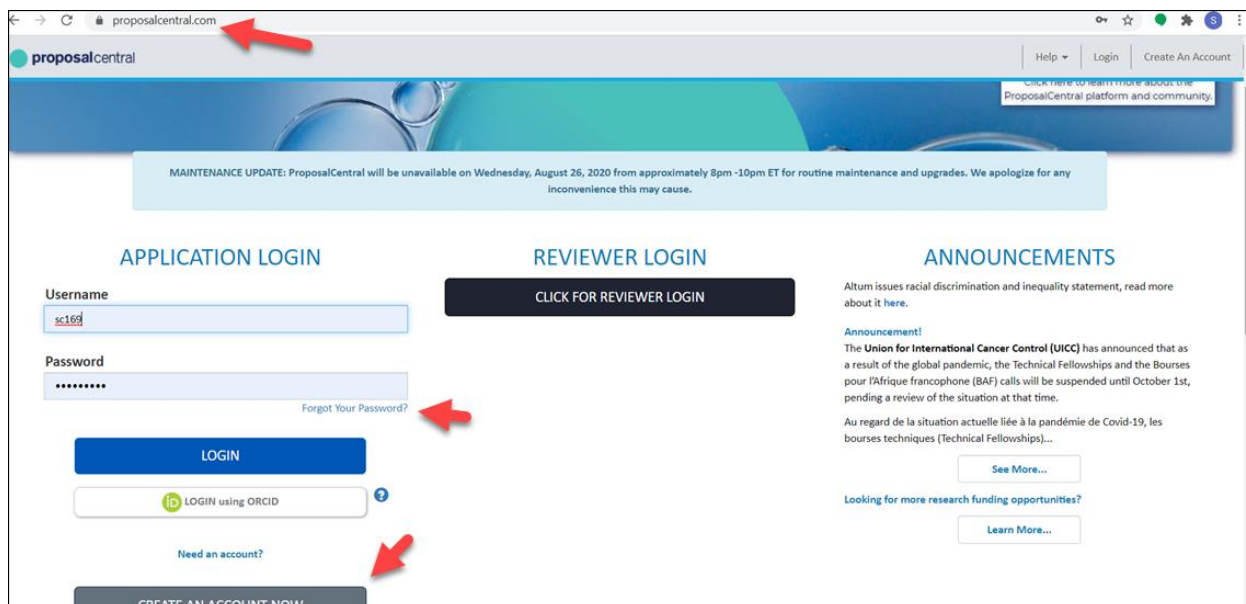 proposalcentral.com
S
proposalcentral
Help
Login
Create An Account
Click here to learn more about the
ProposalCentral platform and community.
MAINTENANCE UPDATE: ProposalCentral will be unavailable on Wednesday, August 26, 2020 from approximately 8pm -10pm ET for routine maintenance and upgrades. We apologize for any
inconvenience this may cause.
APPLICATION LOGIN
Username
sc169
Password
•••••••••
Forgot Your Password?
LOGIN
iD LOGIN using ORCID
?
Need an account?
CREATE AN ACCOUNT NOW
REVIEWER LOGIN
CLICK FOR REVIEWER LOGIN
ANNOUNCEMENTS
Altum issues racial discrimination and inequality statement, read more
about it here.
Announcement!
The Union for International Cancer Control (UICC) has announced that as
a result of the global pandemic, the Technical Fellowships and the Bourses
pour l'Afrique francophone (BAF) calls will be suspended until October 1st,
pending a review of the situation at that time.
Au regard de la situation actuelle liée à la pandémie de Covid-19, les
bourses techniques (Technical Fellowships)...
See More...
Looking for more research funding opportunities?
Learn More...